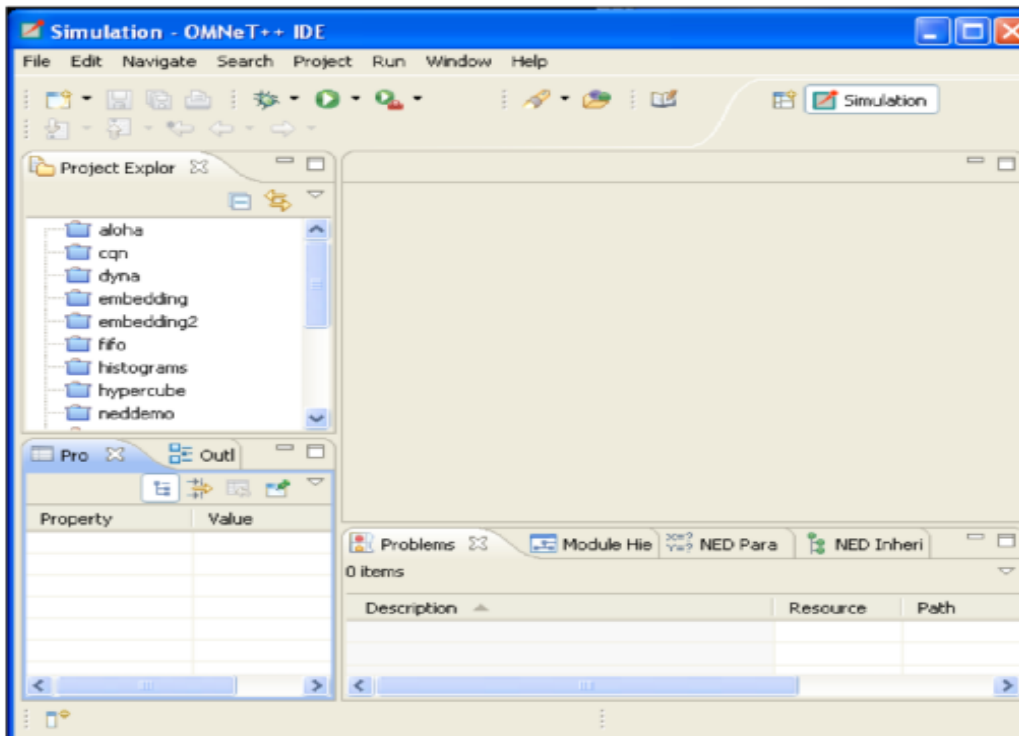 Simulation - OMNeT++ IDE
File Edit Navigate Search Project Run Window Help
Simulation
Project Explor
aloha
cqn
dyna
embedding
embedding2
fifo
histograms
hypercube
neddemo
Pro Outl
Property Value
Problems Module Hie NED Para NED Inheri
0 items
Description Resource Path